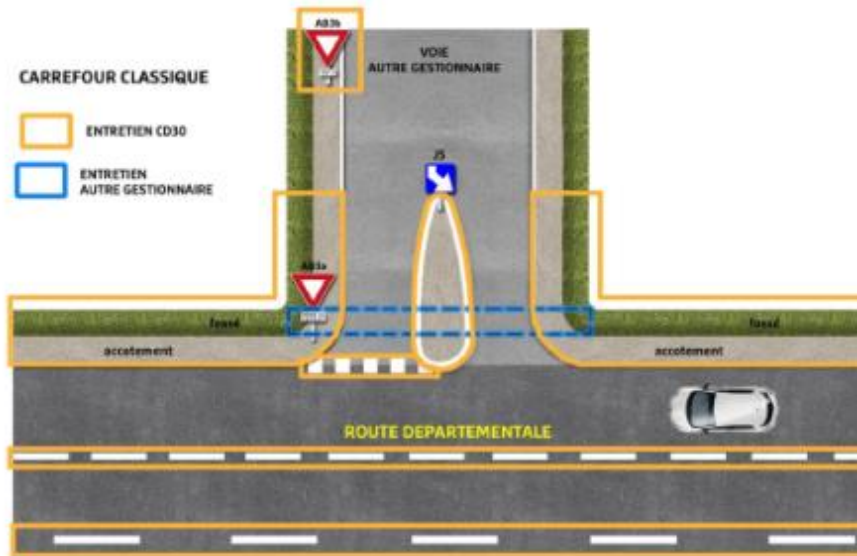 AB3b
VOIE
AUTRE GESTIONNAIRE
CARREFOUR CLASSIQUE
ENTRETIEN CD30
ENTRETIEN
AUTRE GESTIONNAIRE
J5
AB3a
fossé
fossé
accotement
accotement
ROUTE DEPARTEMENTALE